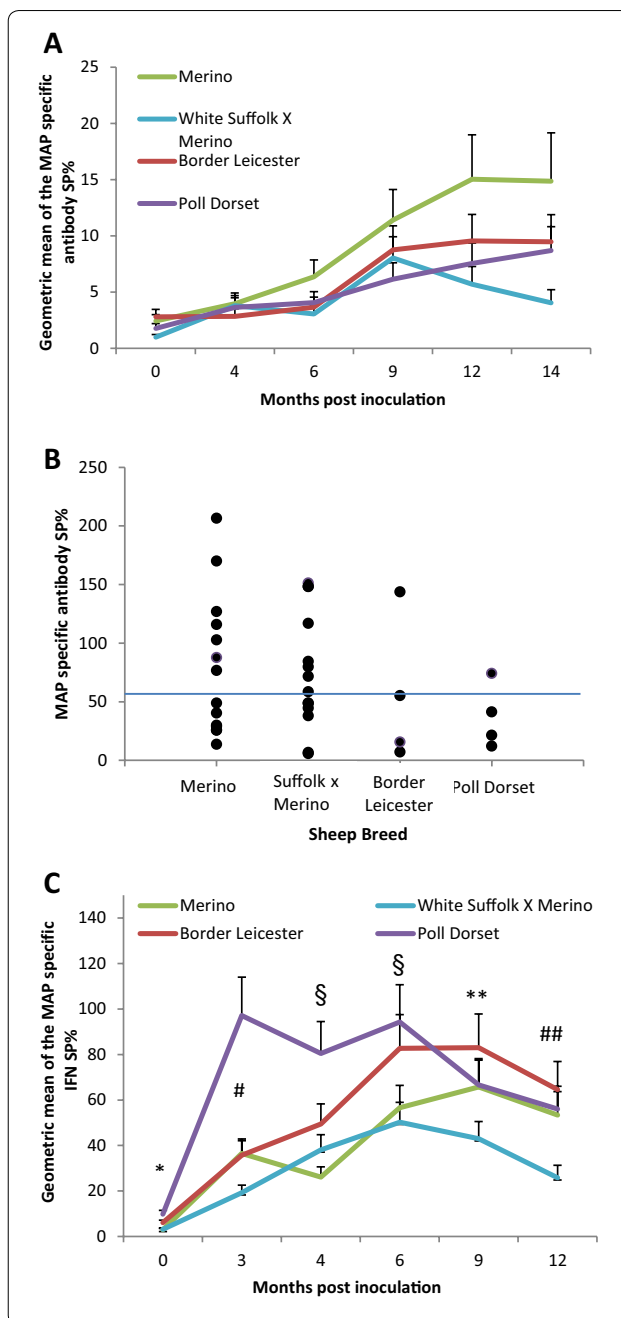 A
Geometric mean of the MAP specific
antibody SP%
25
20
15
10
5
0
Merino
White Suffolk X
Merino
Border Leicester
Poll Dorset
0 4 6 9 12 14
Months post inoculation
B
MAP specific antibody SP%
250
200
150
100
50
0
Merino
Suffolk x
Merino
Border
Leicester
Poll Dorset
Sheep Breed
C
Geometric mean of the MAP specific
IFN SP%
Merino White Suffolk X Merino
Border Leicester Poll Dorset
140
120
100
80
60
40
20
0
*
#
§
§
**
##
0 3 4 6 9 12
Months post inoculation